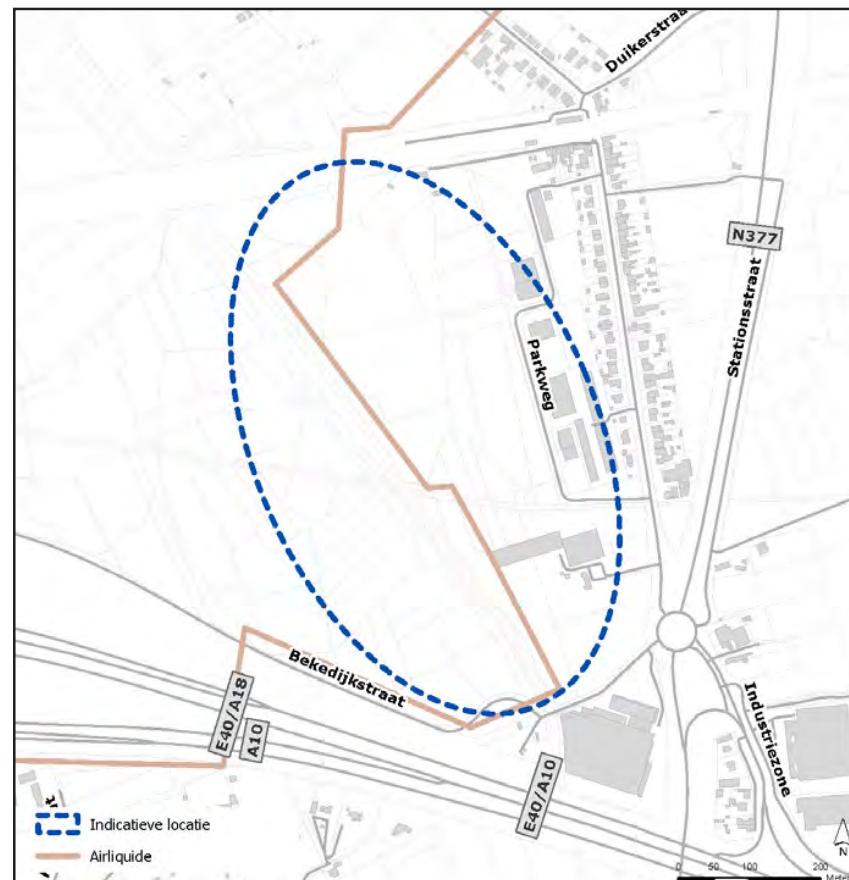 Duikerstraat
N377
Stationsstraat
Parkweg
Bekedijkstraat
E40/A18
A10
E40/A10
Industriezone
Indicatieve locatie
Airliquide
N
0 50 100 200